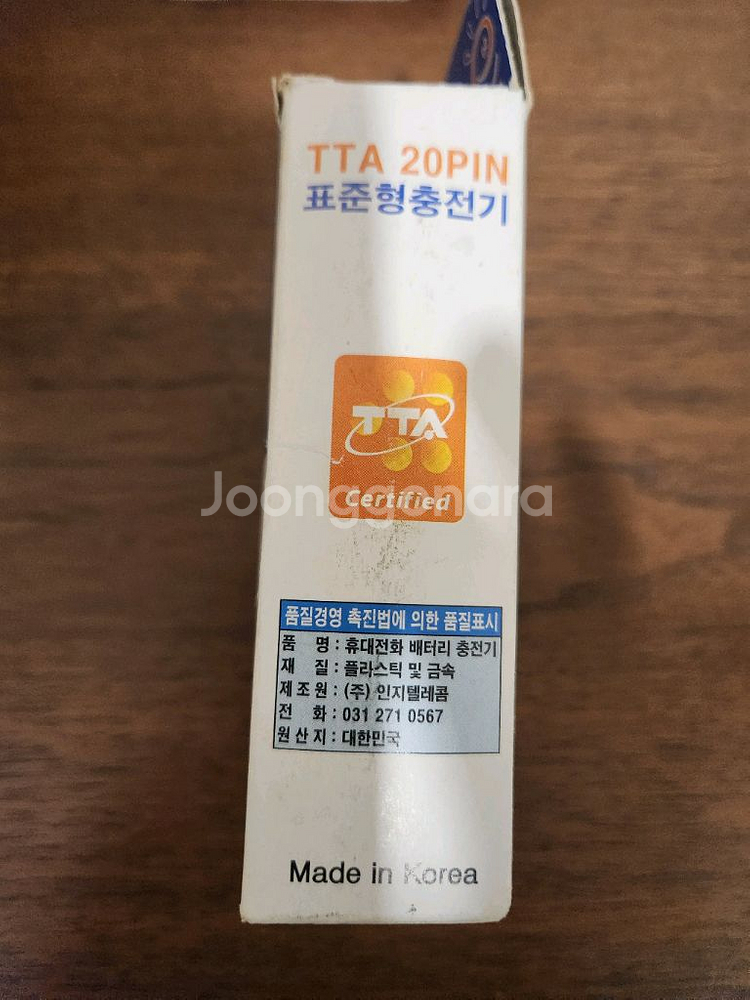 TTA 20PIN
표준형충전기
TTA
Certified
Joonggonara
품질경영 촉진법에 의한 품질표시
품 명 : 휴대전화 배터리 충전기
재 질 : 플라스틱 및 금속
제조원 : (주) 인지텔레콤
전 화 : 031 271 0567
원산지 : 대한민국
Made in Korea